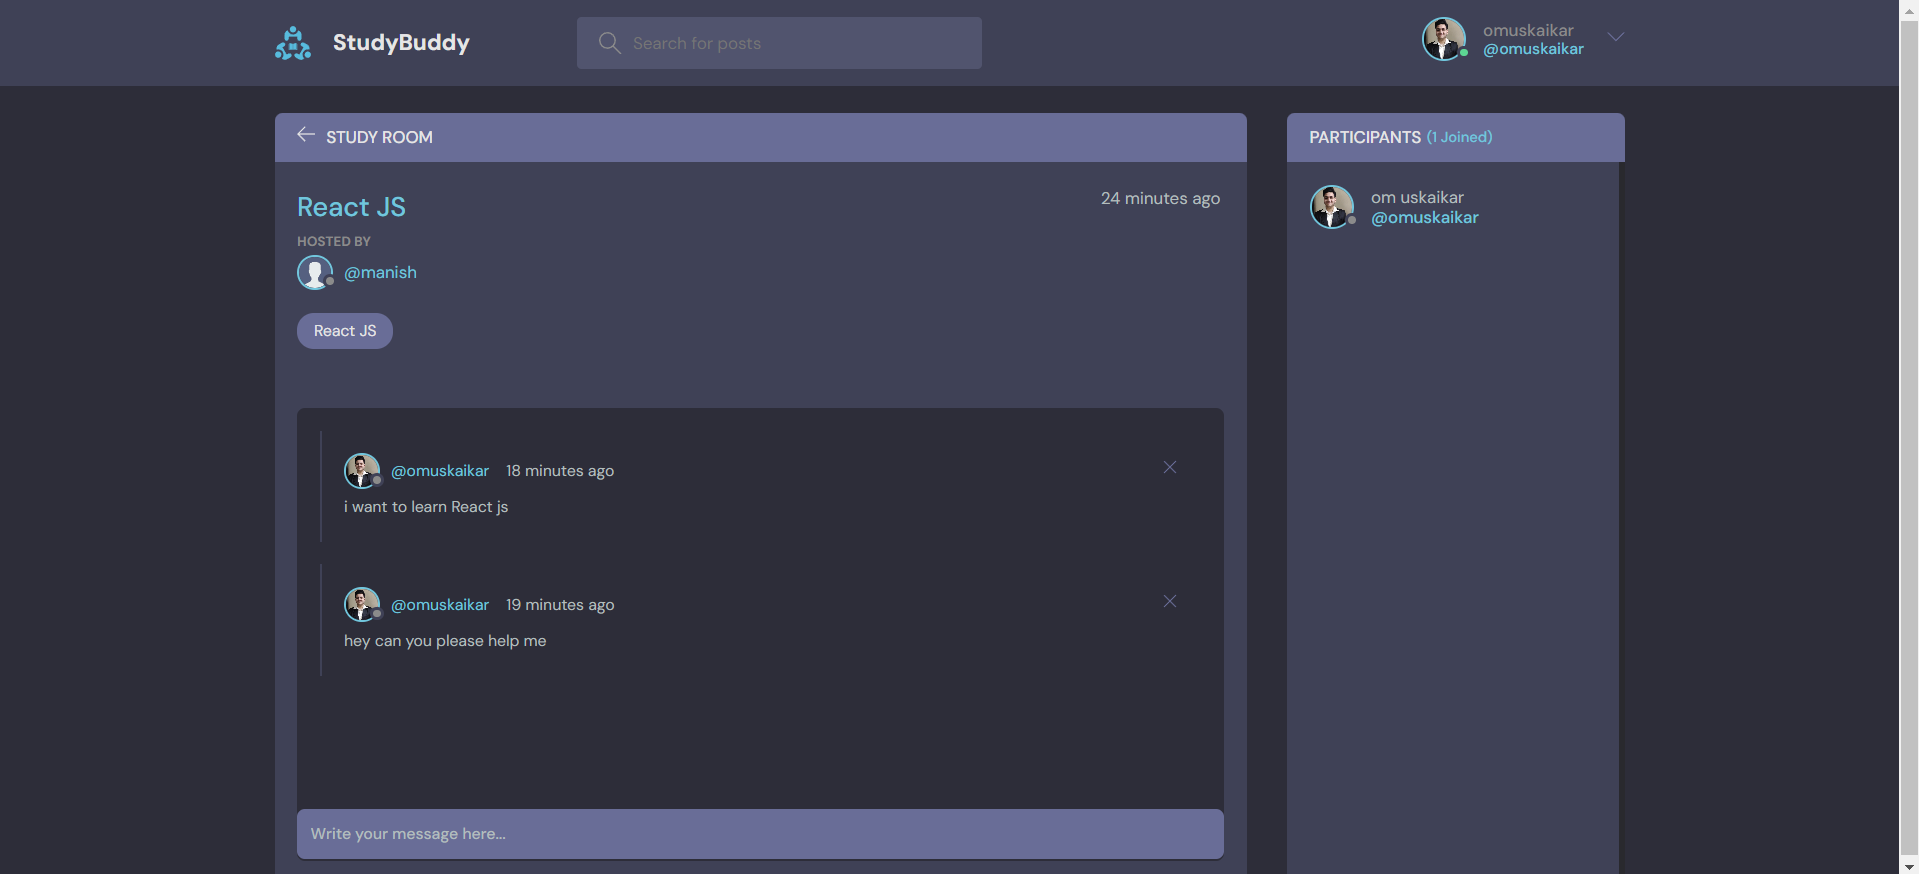 StudyBuddy
Search for posts
omuskaikar
@omuskaikar
STUDY ROOM
React JS
24 minutes ago
HOSTED BY
@manish
React JS
@omuskaikar 18 minutes ago
i want to learn React js
@omuskaikar 19 minutes ago
hey can you please help me
Write your message here...
PARTICIPANTS (1 Joined)
om uskaikar
@omuskaikar